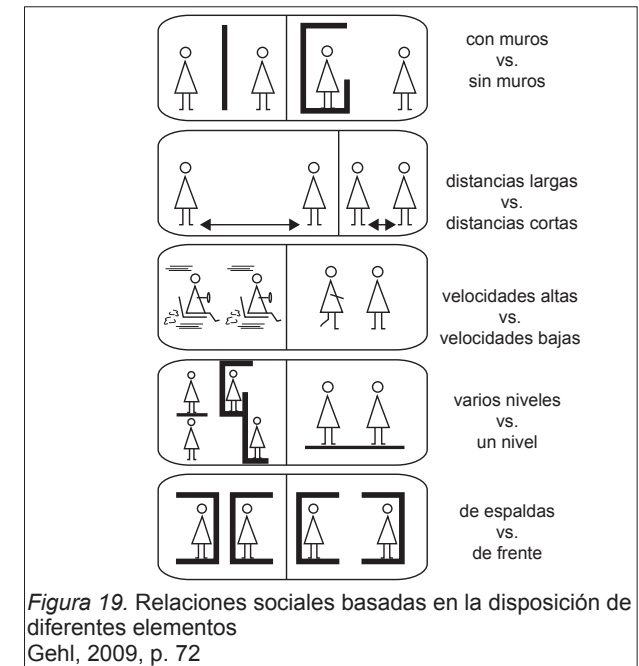 con muros
vs.
sin muros
distancias largas
vs.
distancias cortas
velocidades altas
vs.
velocidades bajas
varios niveles
vs.
un nivel
de espaldas
vs.
de frente
Figura 19. Relaciones sociales basadas en la disposición de
diferentes elementos
Gehl, 2009, p. 72